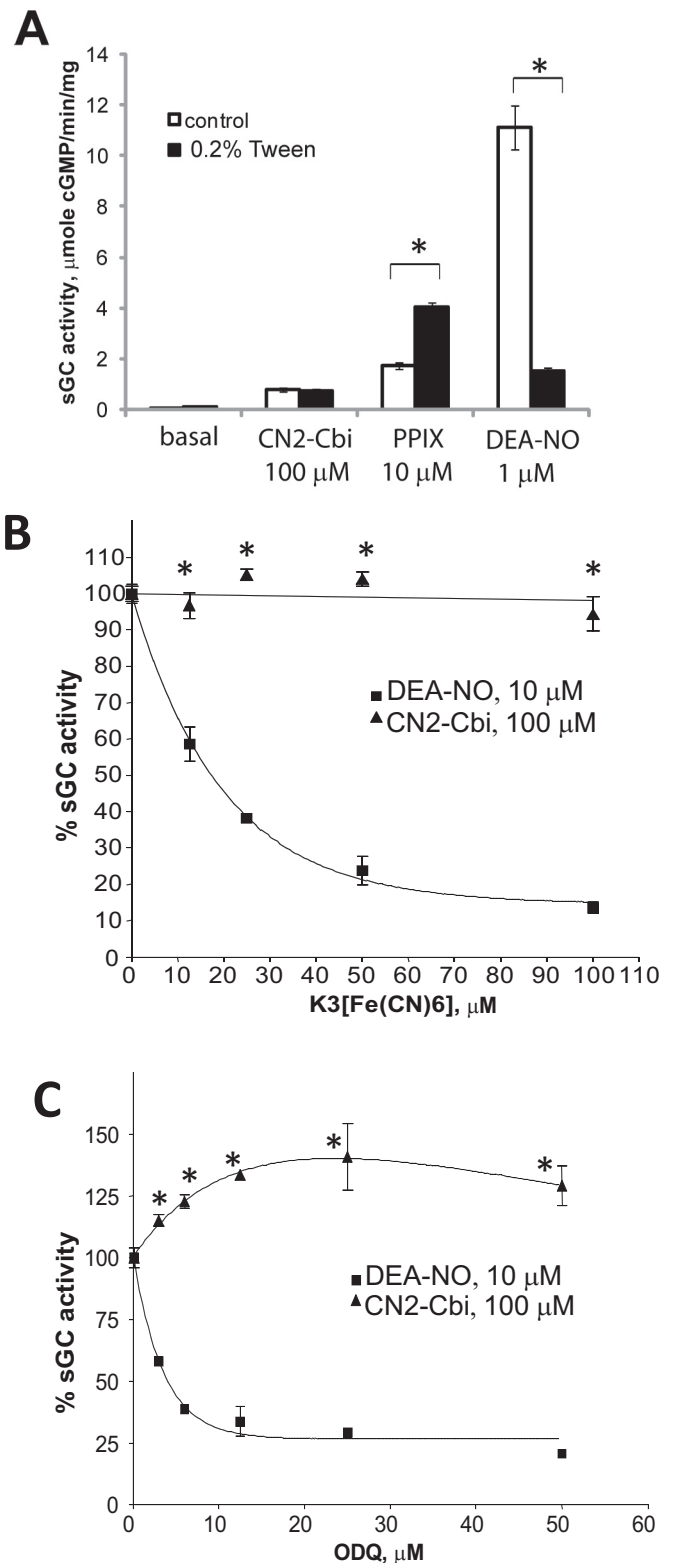 A
14
12
10
8
6
4
2
0
sGC activity, µmole cGMP/min/mg
control
0.2% Tween
*
*
basal
CN2-Cbi
100 µM
PPIX
10 µM
DEA-NO
1 µM
B
110
100
90
80
70
60
50
40
30
20
10
0
% sGC activity
* * * *
DEA-NO, 10 µM
CN2-Cbi, 100 µM
0 10 20 30 40 50 60 70 80 90 100 110
K3[Fe(CN)6], µM
C
150
125
100
75
50
25
0
% sGC activity
* * * * *
DEA-NO, 10 µM
CN2-Cbi, 100 µM
0 10 20 30 40 50 60
ODQ, µM